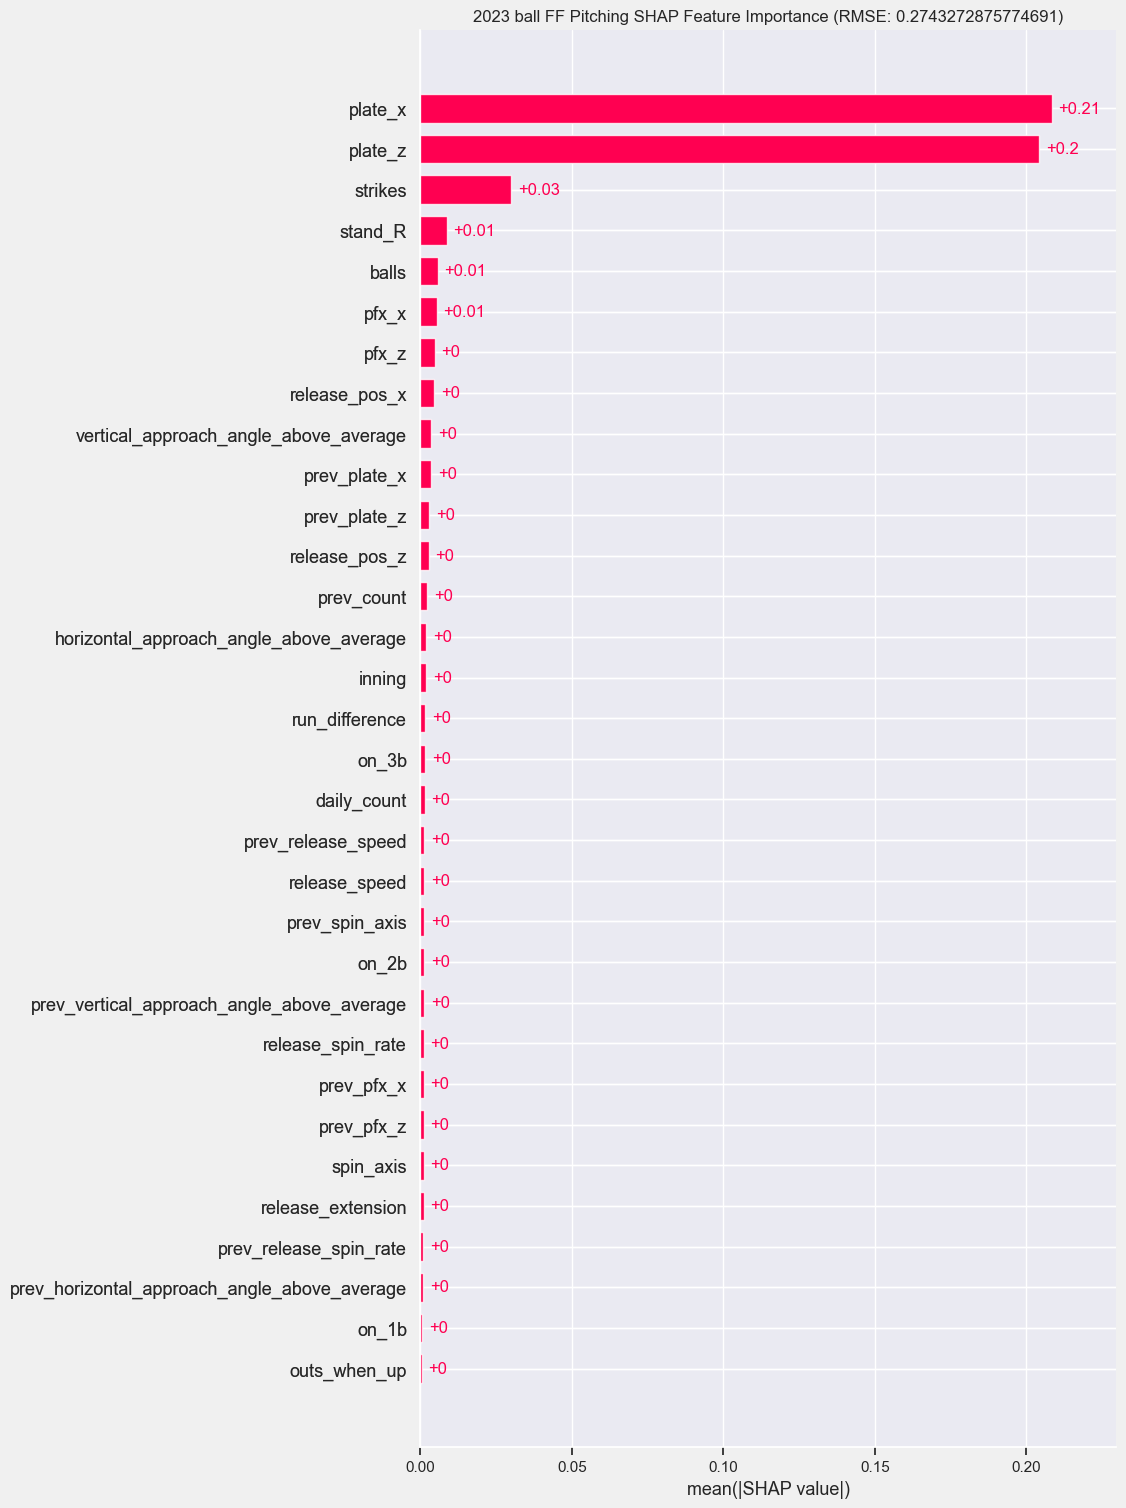 2023 ball FF Pitching SHAP Feature Importance (RMSE: 0.2743272875774691)
plate_x +0.21
plate_z +0.2
strikes +0.03
stand_R +0.01
balls +0.01
pfx_x +0.01
pfx_z +0
release_pos_x +0
vertical_approach_angle_above_average +0
prev_plate_x +0
prev_plate_z +0
release_pos_z +0
prev_count +0
horizontal_approach_angle_above_average +0
inning +0
run_difference +0
on_3b +0
daily_count +0
prev_release_speed +0
release_speed +0
prev_spin_axis +0
on_2b +0
prev_vertical_approach_angle_above_average +0
release_spin_rate +0
prev_pfx_x +0
prev_pfx_z +0
spin_axis +0
release_extension +0
prev_release_spin_rate +0
prev_horizontal_approach_angle_above_average +0
on_1b +0
outs_when_up +0
0.00 0.05 0.10 0.15 0.20
mean(|SHAP value|)